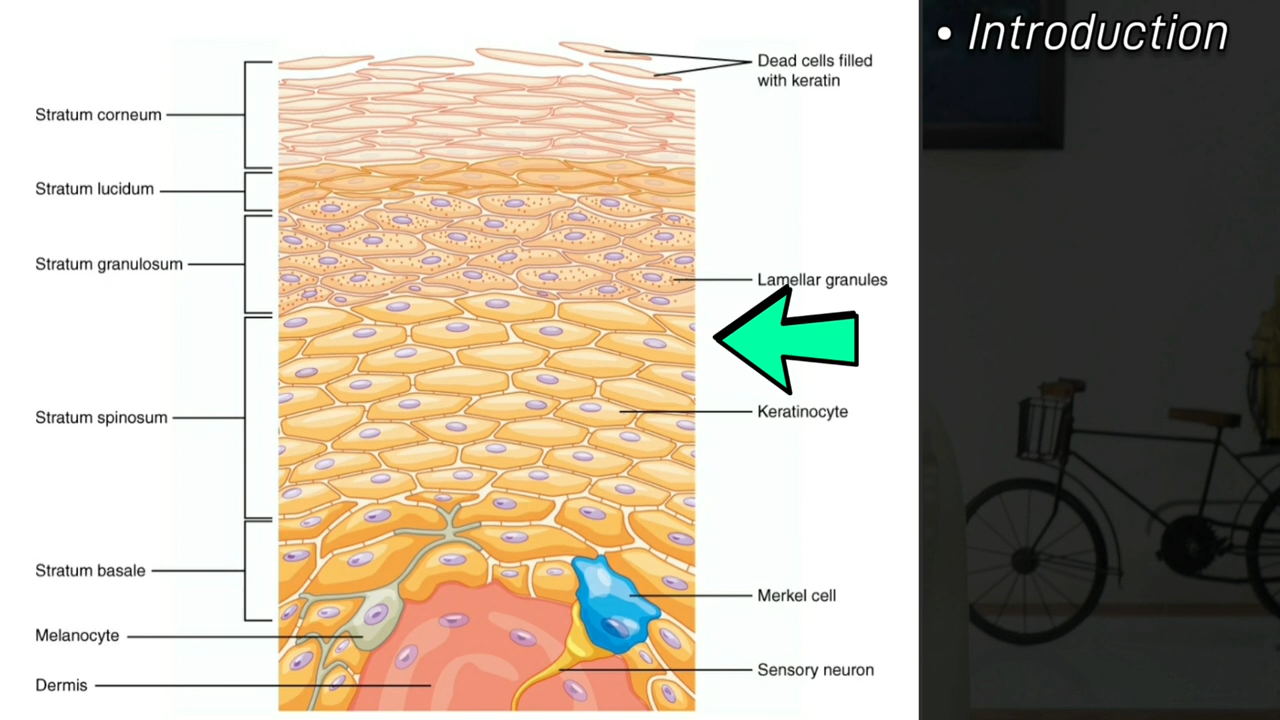 • Introduction
Dead cells filled
with keratin
Stratum corneum
Stratum lucidum
Stratum granulosum
Lamellar granules
Keratinocyte
Stratum spinosum
Stratum basale
Merkel cell
Melanocyte
Sensory neuron
Dermis